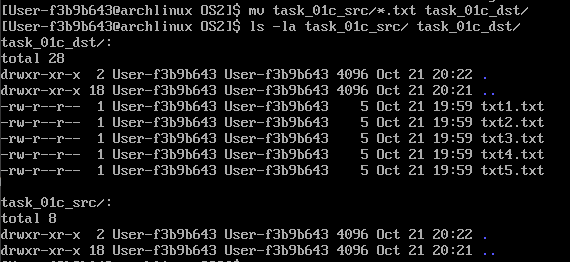 [User-f3b9b643@archlinux OS2]$ mv task_01c_src/*.txt task_01c_dst/
[User-f3b9b643@archlinux OS2]$ ls -la task_01c_src/ task_01c_dst/
task_01c_dst/:
total 28
drwxr-xr-x  2 User-f3b9b643 User-f3b9b643 4096 Oct 21 20:22 .
drwxr-xr-x 18 User-f3b9b643 User-f3b9b643 4096 Oct 21 20:21 ..
-rw-r--r--  1 User-f3b9b643 User-f3b9b643    5 Oct 21 19:59 txt1.txt
-rw-r--r--  1 User-f3b9b643 User-f3b9b643    5 Oct 21 19:59 txt2.txt
-rw-r--r--  1 User-f3b9b643 User-f3b9b643    5 Oct 21 19:59 txt3.txt
-rw-r--r--  1 User-f3b9b643 User-f3b9b643    5 Oct 21 19:59 txt4.txt
-rw-r--r--  1 User-f3b9b643 User-f3b9b643    5 Oct 21 19:59 txt5.txt
task_01c_src/:
total 8
drwxr-xr-x  2 User-f3b9b643 User-f3b9b643 4096 Oct 21 20:22 .
drwxr-xr-x 18 User-f3b9b643 User-f3b9b643 4096 Oct 21 20:21 ..